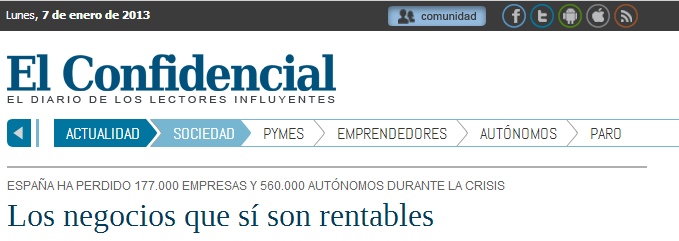 Lunes, 7 de enero de 2013
comunidad
El Confidencial
EL DIARIO DE LOS LECTORES INFLUYENTES
ACTUALIDAD SOCIEDAD PYMES EMPRENDEDORES AUTÓNOMOS PARO
ESPAÑA HA PERDIDO 177.000 EMPRESAS Y 560.000 AUTÓNOMOS DURANTE LA CRISIS
Los negocios que sí son rentables